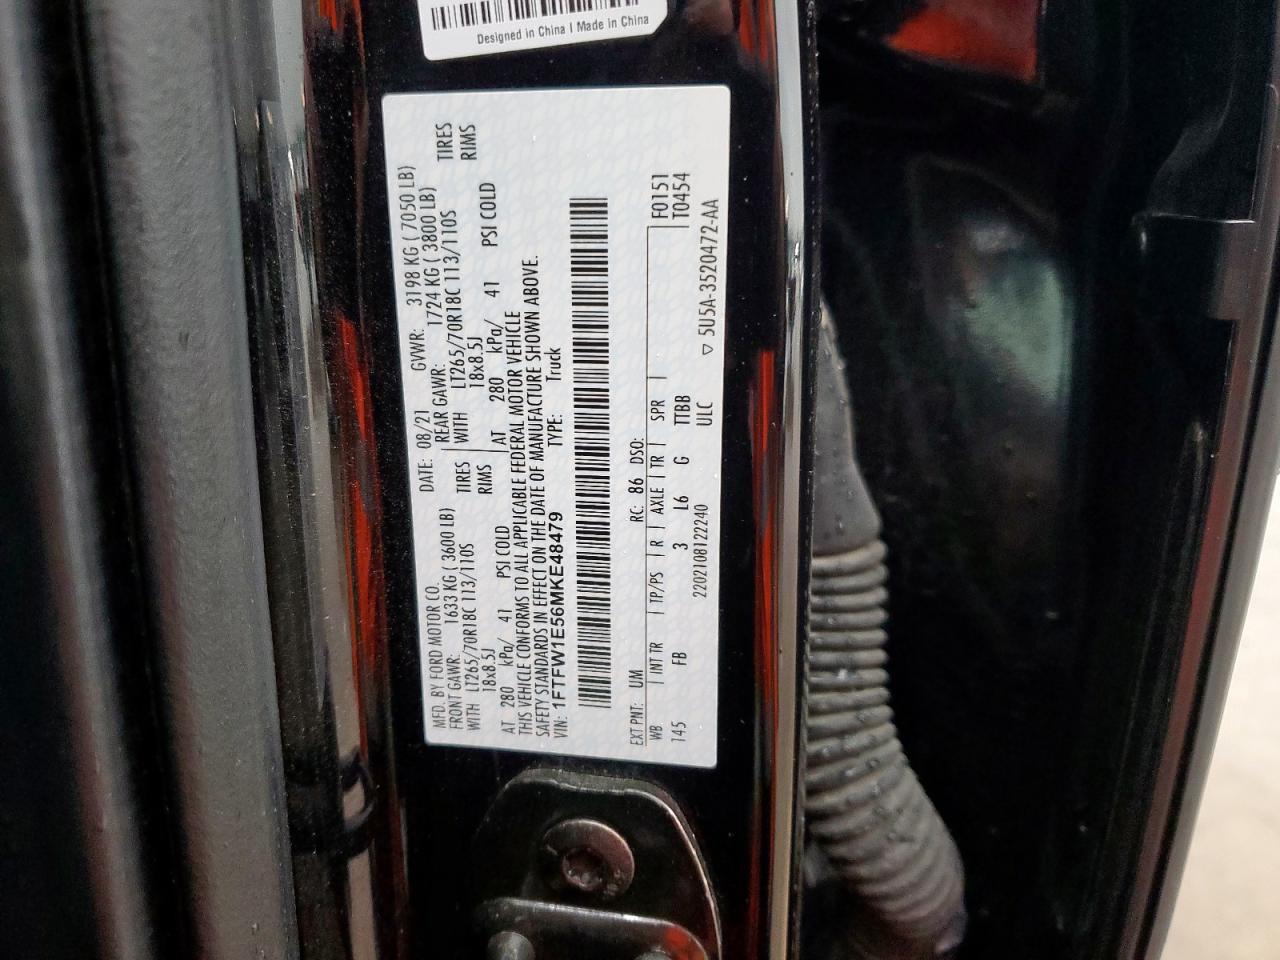 Designed in China | Made in China
MFD. BY FORD MOTOR CO. DATE: 08/21 GVWR: 3198 KG ( 7050 LB)
FRONT GAWR: 1633 KG ( 3600 LB) REAR GAWR: 1724 KG ( 3800 LB)
WITH LT265/70R18C 113/110S TIRES WITH LT265/70R18C 113/110S TIRES
18x8.5J RIMS 18x8.5J RIMS
AT 280 kPa/ 41 PSI COLD AT 280 kPa/ 41 PSI COLD
THIS VEHICLE CONFORMS TO ALL APPLICABLE FEDERAL MOTOR VEHICLE
SAFETY STANDARDS IN EFFECT ON THE DATE OF MANUFACTURE SHOWN ABOVE.
VIN: 1FTFW1E56MKE48479 TYPE: Truck
EXT PNT: UM RC: 86 DSO: F0151
WB INT TR TP/PS R AXLE TR SPR T0454
145 FB 3 L6 G TTBB
2202108122240 ULC ▽ 5U5A-3520472-AA